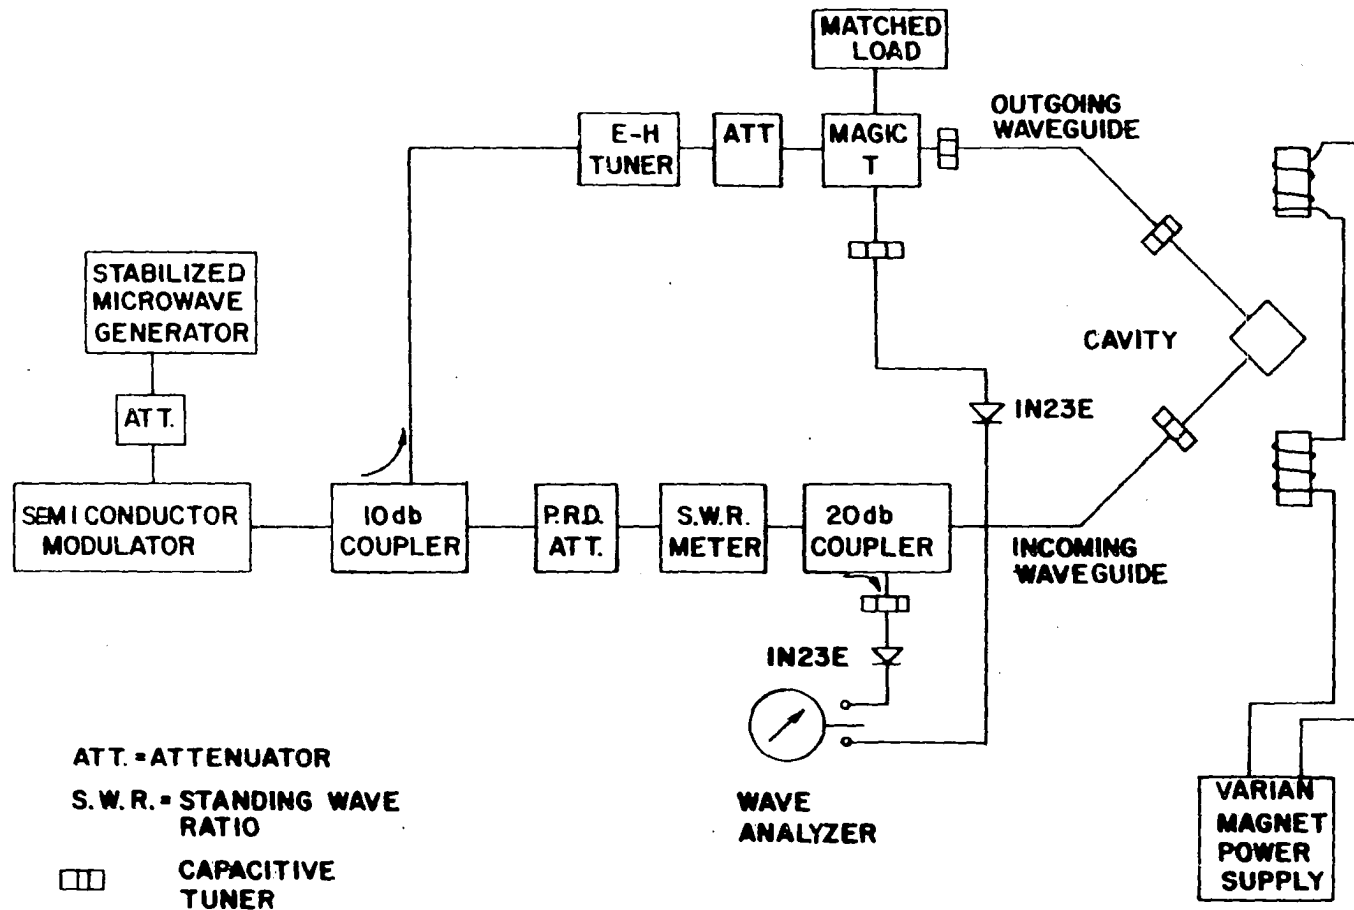 MATCHED
LOAD
OUTGOING
WAVEGUIDE
E-H
TUNER
ATT
MAGIC
T
STABILIZED
MICROWAVE
GENERATOR
CAVITY
ATT.
IN23E
SEMICONDUCTOR
MODULATOR
10db
COUPLER
P.R.D.
ATT.
S.W.R.
METER
20db
COUPLER
INCOMING
WAVEGUIDE
IN23E
ATT. = ATTENUATOR
S.W.R. = STANDING WAVE
RATIO
CAPACITIVE
TUNER
WAVE
ANALYZER
VARIAN
MAGNET
POWER
SUPPLY